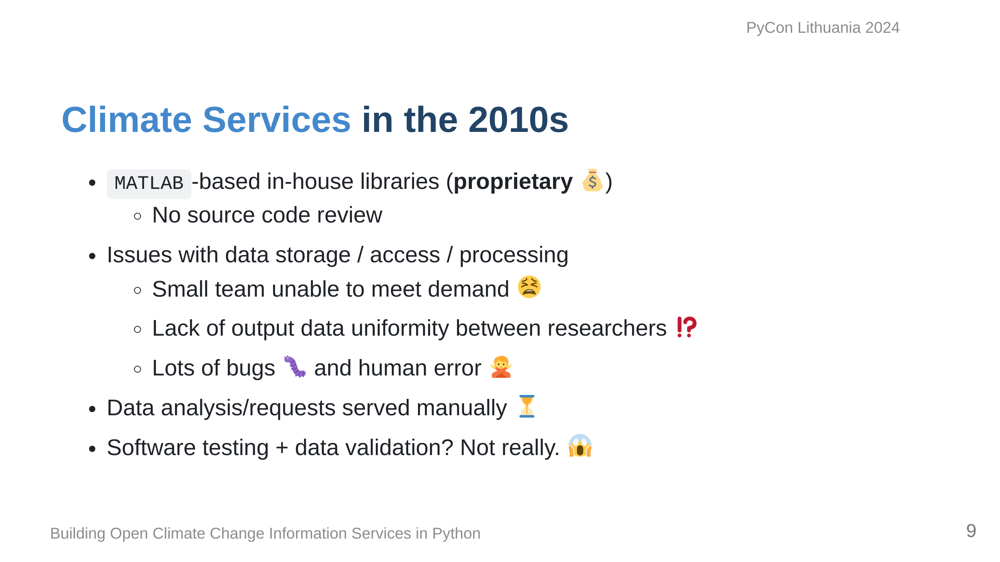 PyCon Lithuania 2024
Climate Services in the 2010s
• MATLAB-based in-house libraries (proprietary 💰)
◦ No source code review
• Issues with data storage / access / processing
◦ Small team unable to meet demand 😫
◦ Lack of output data uniformity between researchers ⁉️
◦ Lots of bugs 🐛 and human error 🙅
• Data analysis/requests served manually ⏳
• Software testing + data validation? Not really. 😱
Building Open Climate Change Information Services in Python
9